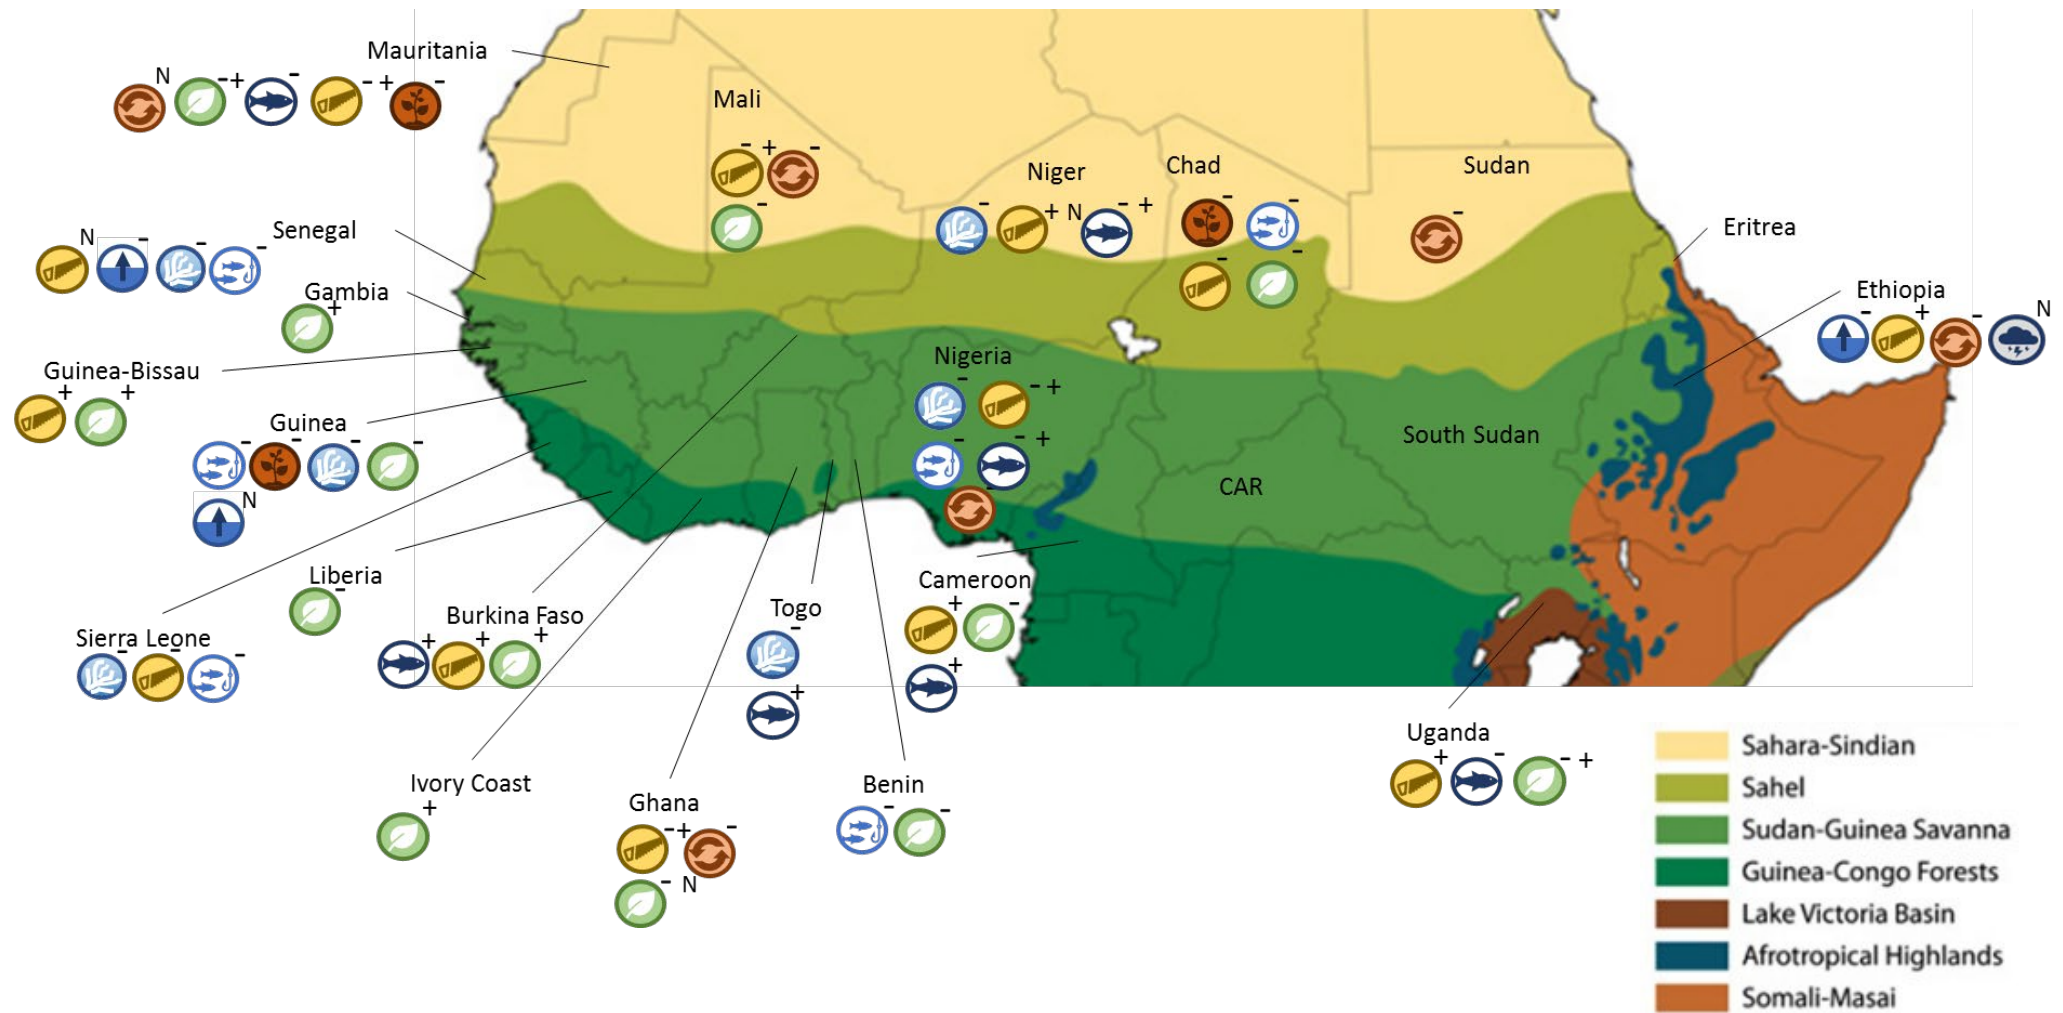 Mauritania
N - + - - + -
Mali
- + -
-
Niger
- + N - +
Chad
- -
- -
Sudan
-
Eritrea
Ethiopia
- + - N
Senegal
N - - -
Gambia
+
Guinea-Bissau
+ +
Guinea
- - - -
N
Nigeria
- - +
- - +
-
South Sudan
CAR
Liberia
-
Sierra Leone
- - -
Burkina Faso
+ + +
Togo
-
+
Cameroon
+ -
+
Ivory Coast
+
Ghana
- + -
- N
Benin
- -
Uganda
+ - - +
Sahara-Sindian
Sahel
Sudan-Guinea Savanna
Guinea-Congo Forests
Lake Victoria Basin
Afrotropical Highlands
Somali-Masai